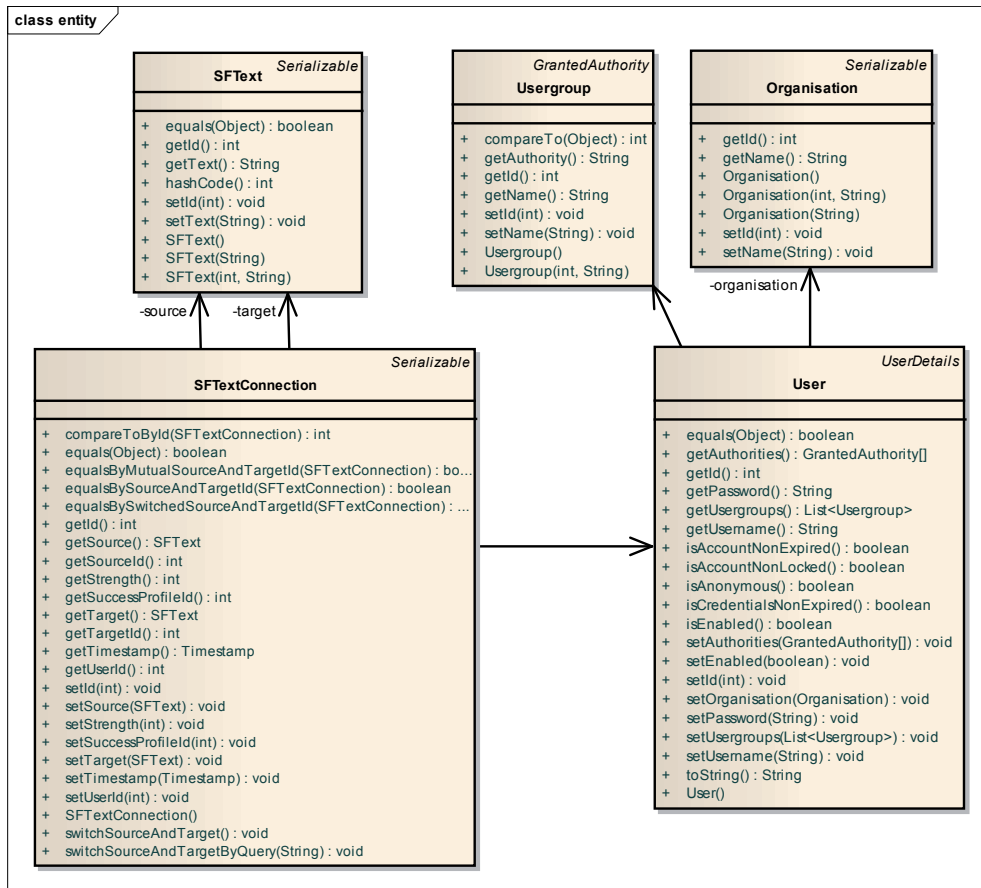 class entity
Serializable
SFText
+ equals(Object) : boolean
+ getId() : int
+ getText() : String
+ hashCode() : int
+ setId(int) : void
+ setText(String) : void
+ SFText()
+ SFText(String)
+ SFText(int, String)
GrantedAuthority
Usergroup
+ compareTo(Object) : int
+ getAuthority() : String
+ getId() : int
+ getName() : String
+ setId(int) : void
+ setName(String) : void
+ Usergroup()
+ Usergroup(int, String)
Serializable
Organisation
+ getId() : int
+ getName() : String
+ Organisation()
+ Organisation(int, String)
+ Organisation(String)
+ setId(int) : void
+ setName(String) : void
-source
-target
-organisation
Serializable
SFTextConnection
+ compareToById(SFTextConnection) : int
+ equals(Object) : boolean
+ equalsByMutualSourceAndTargetId(SFTextConnection) : bo...
+ equalsBySourceAndTargetId(SFTextConnection) : boolean
+ equalsBySwitchedSourceAndTargetId(SFTextConnection) : ...
+ getId() : int
+ getSource() : SFText
+ getSourceId() : int
+ getStrength() : int
+ getSuccessProfileId() : int
+ getTarget() : SFText
+ getTargetId() : int
+ getTimestamp() : Timestamp
+ getUserId() : int
+ setId(int) : void
+ setSource(SFText) : void
+ setStrength(int) : void
+ setSuccessProfileId(int) : void
+ setTarget(SFText) : void
+ setTimestamp(Timestamp) : void
+ setUserId(int) : void
+ SFTextConnection()
+ switchSourceAndTarget() : void
+ switchSourceAndTargetByQuery(String) : void
UserDetails
User
+ equals(Object) : boolean
+ getAuthorities() : GrantedAuthority[]
+ getId() : int
+ getPassword() : String
+ getUsergroups() : List<Usergroup>
+ getUsername() : String
+ isAccountNonExpired() : boolean
+ isAccountNonLocked() : boolean
+ isAnonymous() : boolean
+ isCredentialsNonExpired() : boolean
+ isEnabled() : boolean
+ setAuthorities(GrantedAuthority[]) : void
+ setEnabled(boolean) : void
+ setId(int) : void
+ setOrganisation(Organisation) : void
+ setPassword(String) : void
+ setUsergroups(List<Usergroup>) : void
+ setUsername(String) : void
+ toString() : String
+ User()